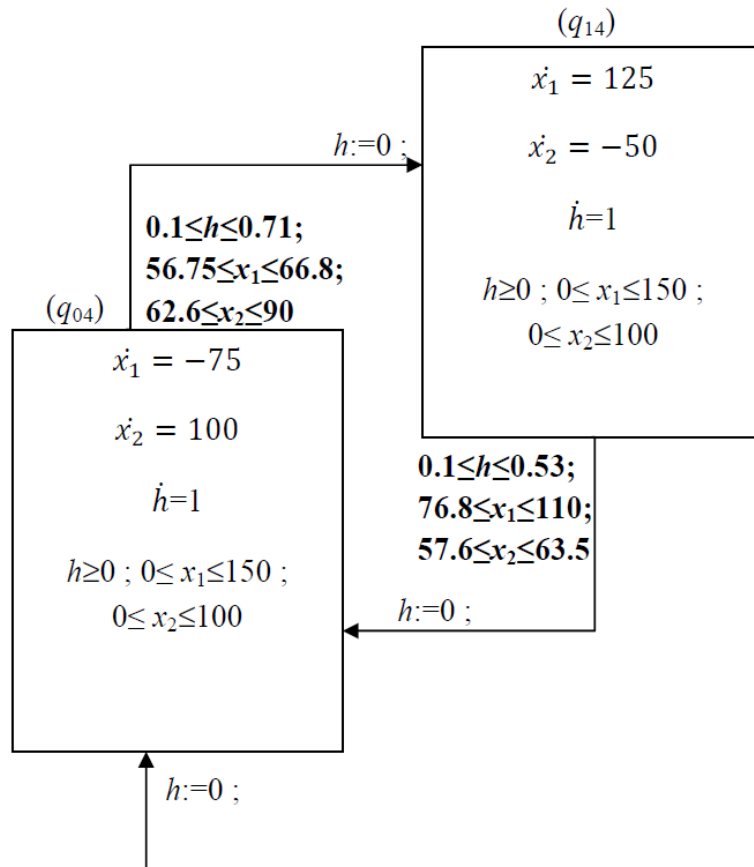 (q₁₄)
ẋ₁ = 125
ẋ₂ = −50
ḣ=1
h≥0 ; 0≤ x₁≤150 ;
0≤ x₂≤100
h:=0 ;
0.1≤h≤0.71;
56.75≤x₁≤66.8;
62.6≤x₂≤90
(q₀₄)
ẋ₁ = −75
ẋ₂ = 100
ḣ=1
h≥0 ; 0≤ x₁≤150 ;
0≤ x₂≤100
0.1≤h≤0.53;
76.8≤x₁≤110;
57.6≤x₂≤63.5
h:=0 ;
h:=0 ;